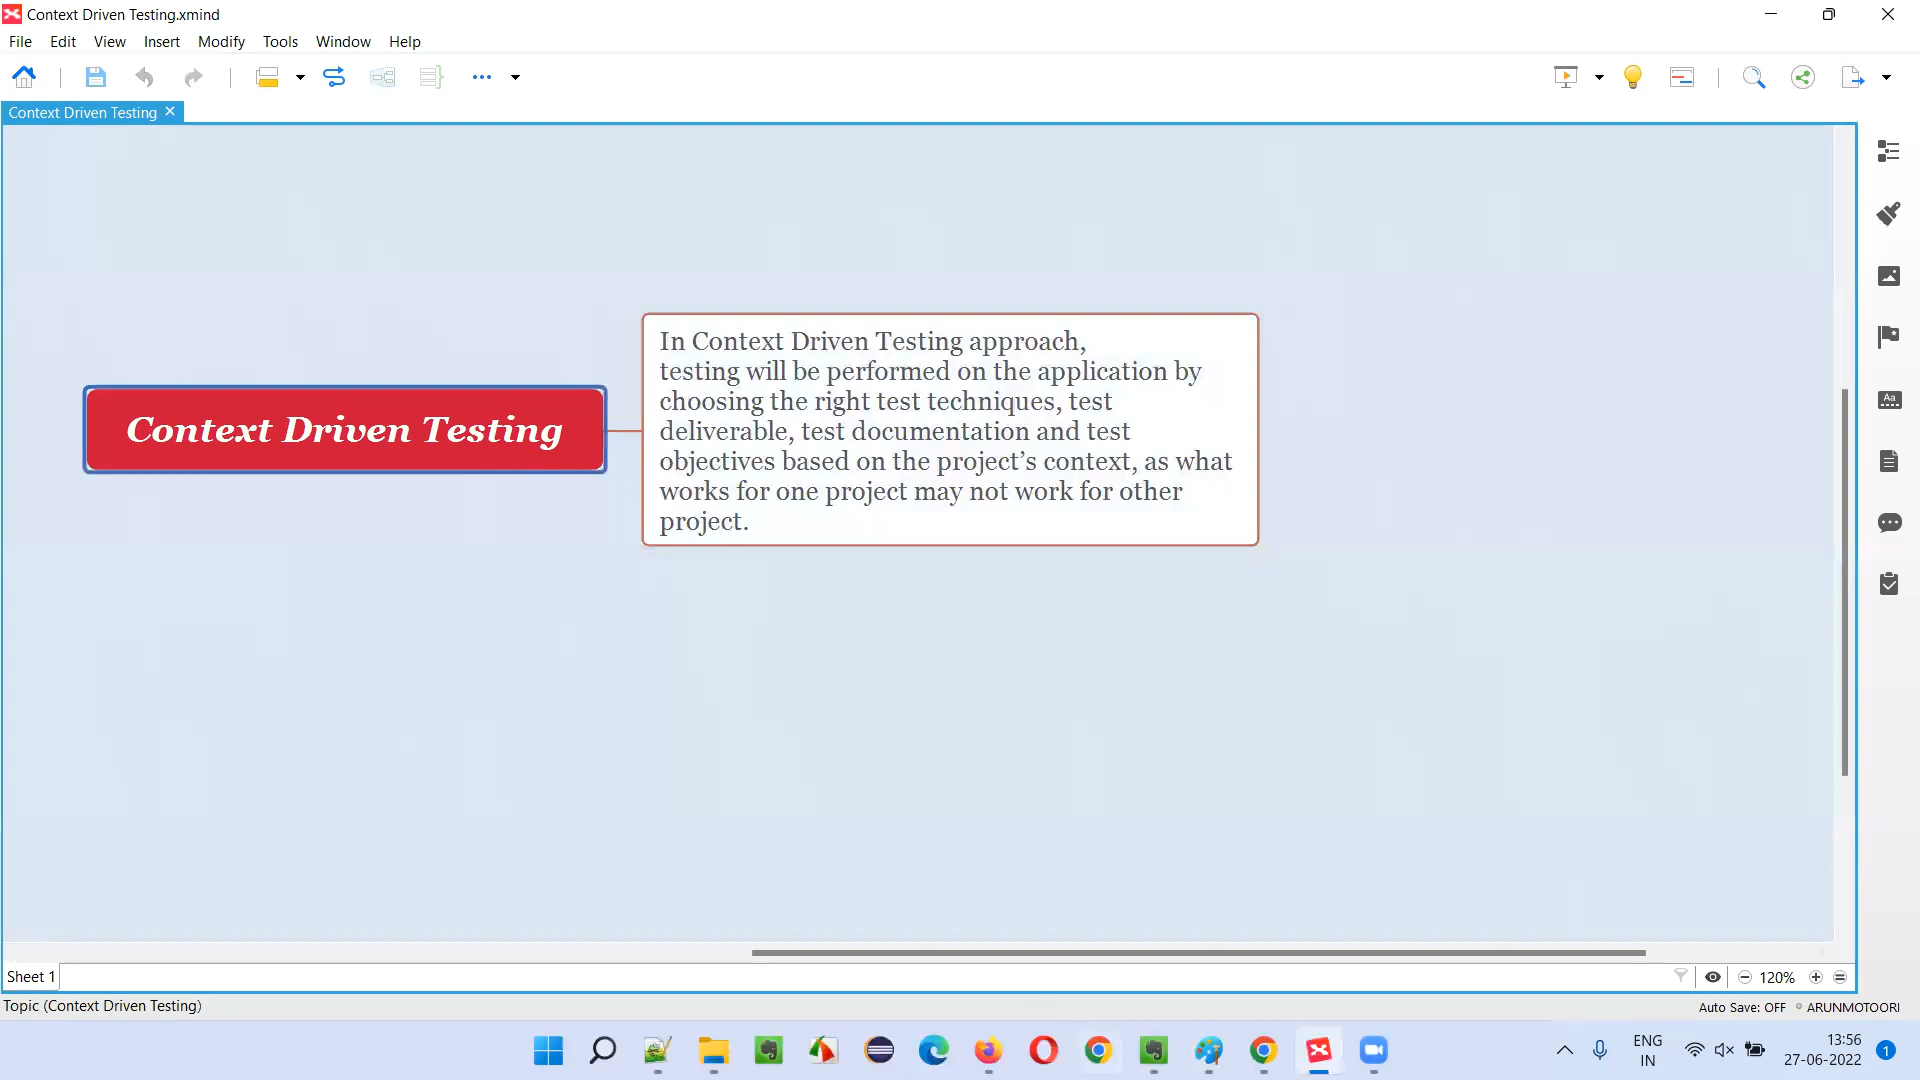 Context Driven Testing.xmind
File Edit View Insert Modify Tools Window Help
Context Driven Testing
In Context Driven Testing approach,
testing will be performed on the application by
choosing the right test techniques, test
deliverable, test documentation and test
objectives based on the project’s context, as what
works for one project may not work for other
project.
Context Driven Testing
Aa
Sheet 1
120%
Topic (Context Driven Testing)
Auto Save: OFF
ARUNMOTOORI
ENG
IN
13:56
27-06-2022
1